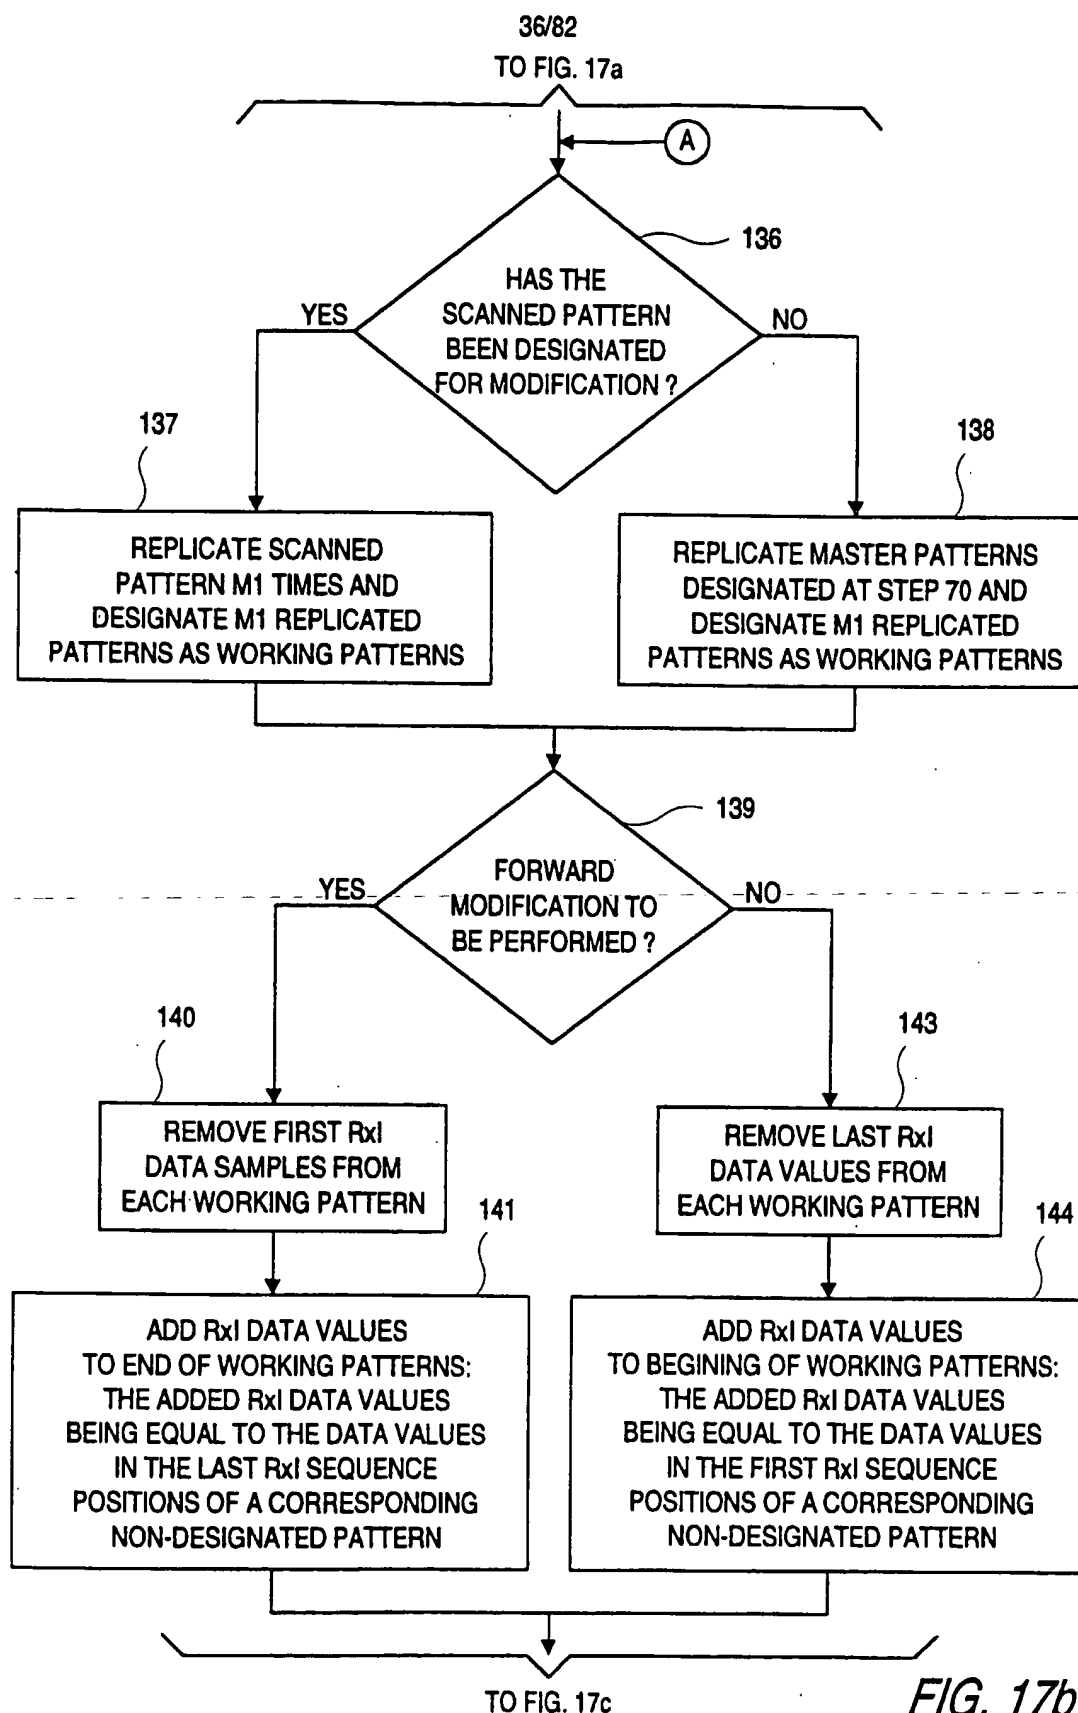 36/82
TO FIG. 17a
A
136
HAS THE
SCANNED PATTERN
BEEN DESIGNATED
FOR MODIFICATION ?
YES
NO
137
138
REPLICATE SCANNED
PATTERN M1 TIMES AND
DESIGNATE M1 REPLICATED
PATTERNS AS WORKING PATTERNS
REPLICATE MASTER PATTERNS
DESIGNATED AT STEP 70 AND
DESIGNATE M1 REPLICATED
PATTERNS AS WORKING PATTERNS
139
FORWARD
MODIFICATION TO
BE PERFORMED ?
YES
NO
140
143
REMOVE FIRST RxI
DATA SAMPLES FROM
EACH WORKING PATTERN
REMOVE LAST RxI
DATA VALUES FROM
EACH WORKING PATTERN
141
144
ADD RxI DATA VALUES
TO END OF WORKING PATTERNS:
THE ADDED RxI DATA VALUES
BEING EQUAL TO THE DATA VALUES
IN THE LAST RxI SEQUENCE
POSITIONS OF A CORRESPONDING
NON-DESIGNATED PATTERN
ADD RxI DATA VALUES
TO BEGINING OF WORKING PATTERNS:
THE ADDED RxI DATA VALUES
BEING EQUAL TO THE DATA VALUES
IN THE FIRST RxI SEQUENCE
POSITIONS OF A CORRESPONDING
NON-DESIGNATED PATTERN
TO FIG. 17c
FIG. 17b